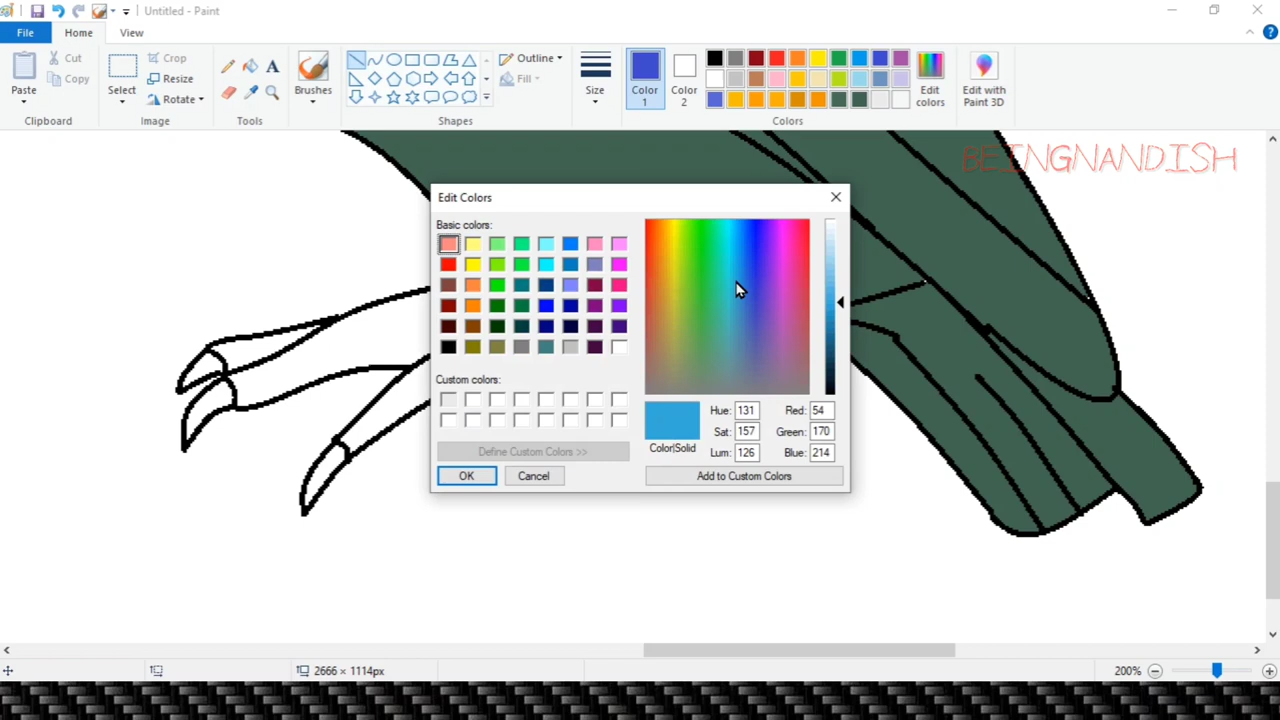 Untitled - Paint
File
Home
View
Paste
Cut
Copy
Clipboard
Select
Crop
Resize
Rotate
Image
Tools
Brushes
Outline
Fill
Shapes
Size
Color
1
Color
2
Edit
colors
Colors
Edit with
Paint 3D
BEINGNANDISH
Edit Colors
Basic colors:
Custom colors:
Define Custom Colors >>
OK
Cancel
Color|Solid
Hue: 131
Sat: 157
Lum: 126
Red: 54
Green: 170
Blue: 214
Add to Custom Colors
2666 × 1114px
200%